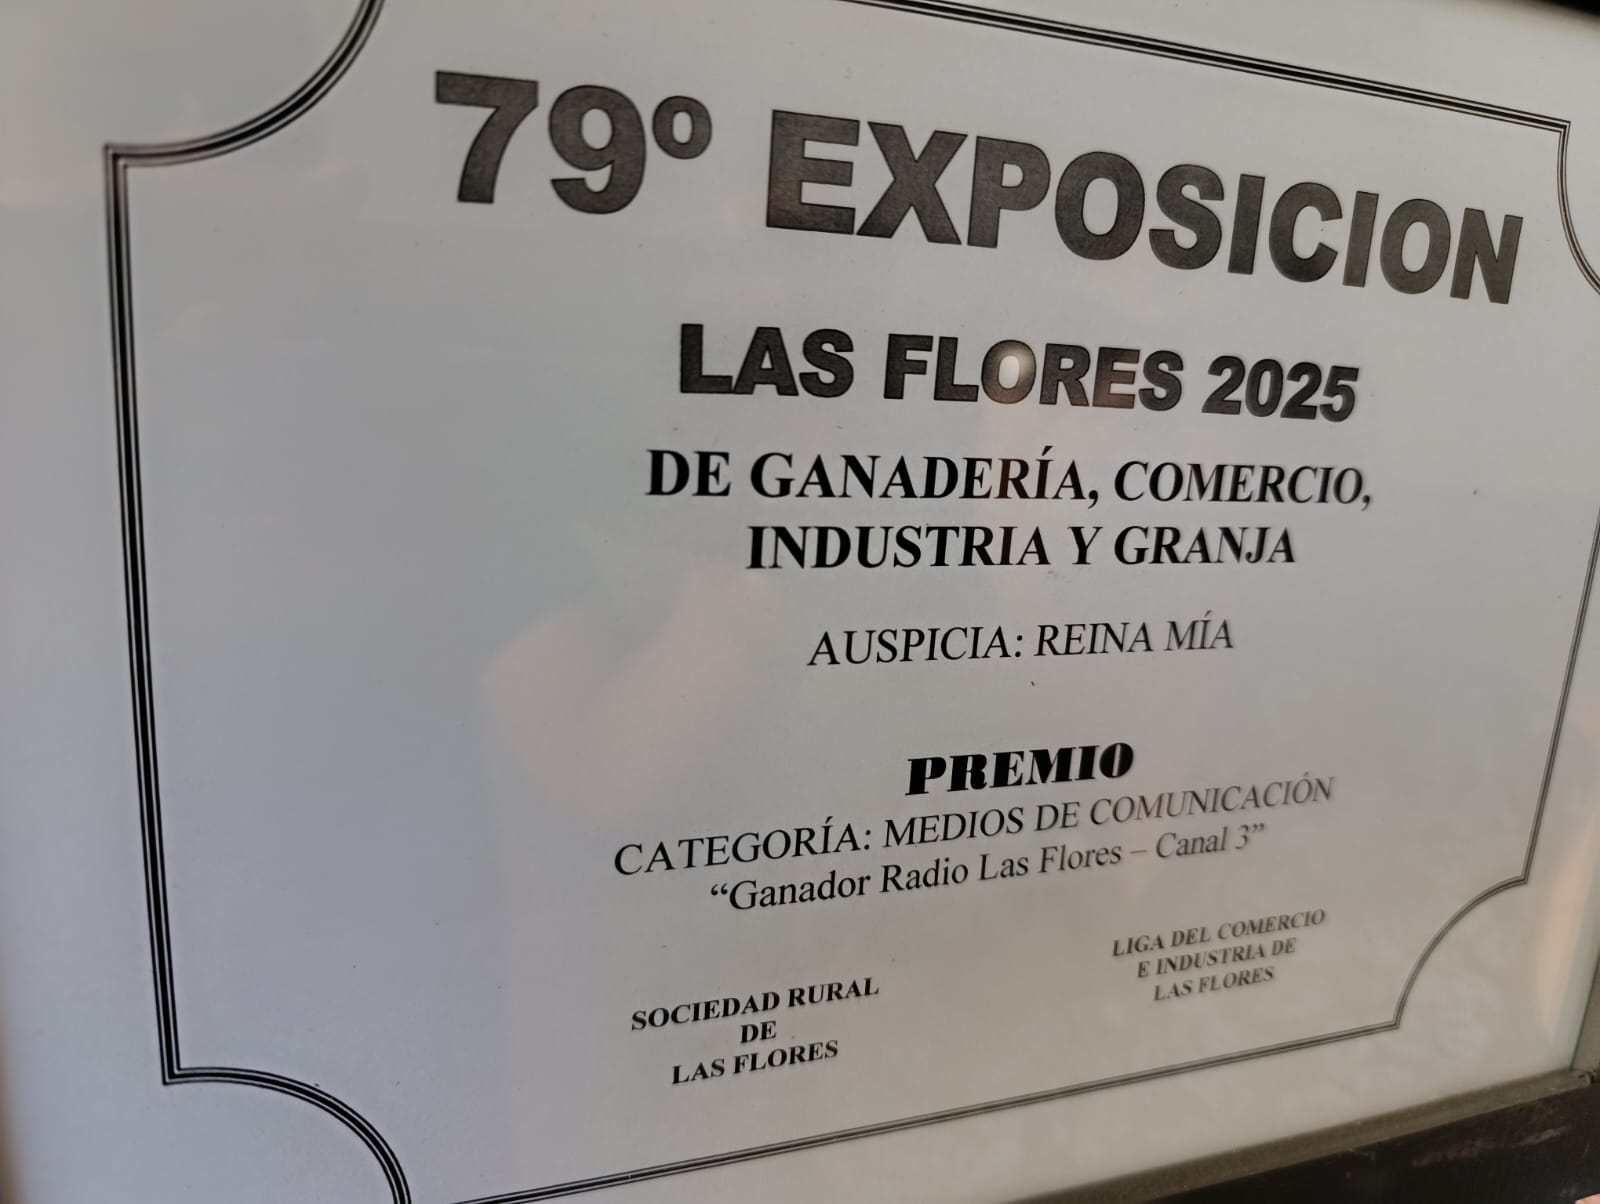 79º EXPOSICION
LAS FLORES 2025
DE GANADERÍA, COMERCIO,
INDUSTRIA Y GRANJA
AUSPICIA: REINA MÍA
PREMIO
CATEGORÍA: MEDIOS DE COMUNICACIÓN
“Ganador Radio Las Flores – Canal 3”
SOCIEDAD RURAL
DE
LAS FLORES
LIGA DEL COMERCIO
E INDUSTRIA DE
LAS FLORES